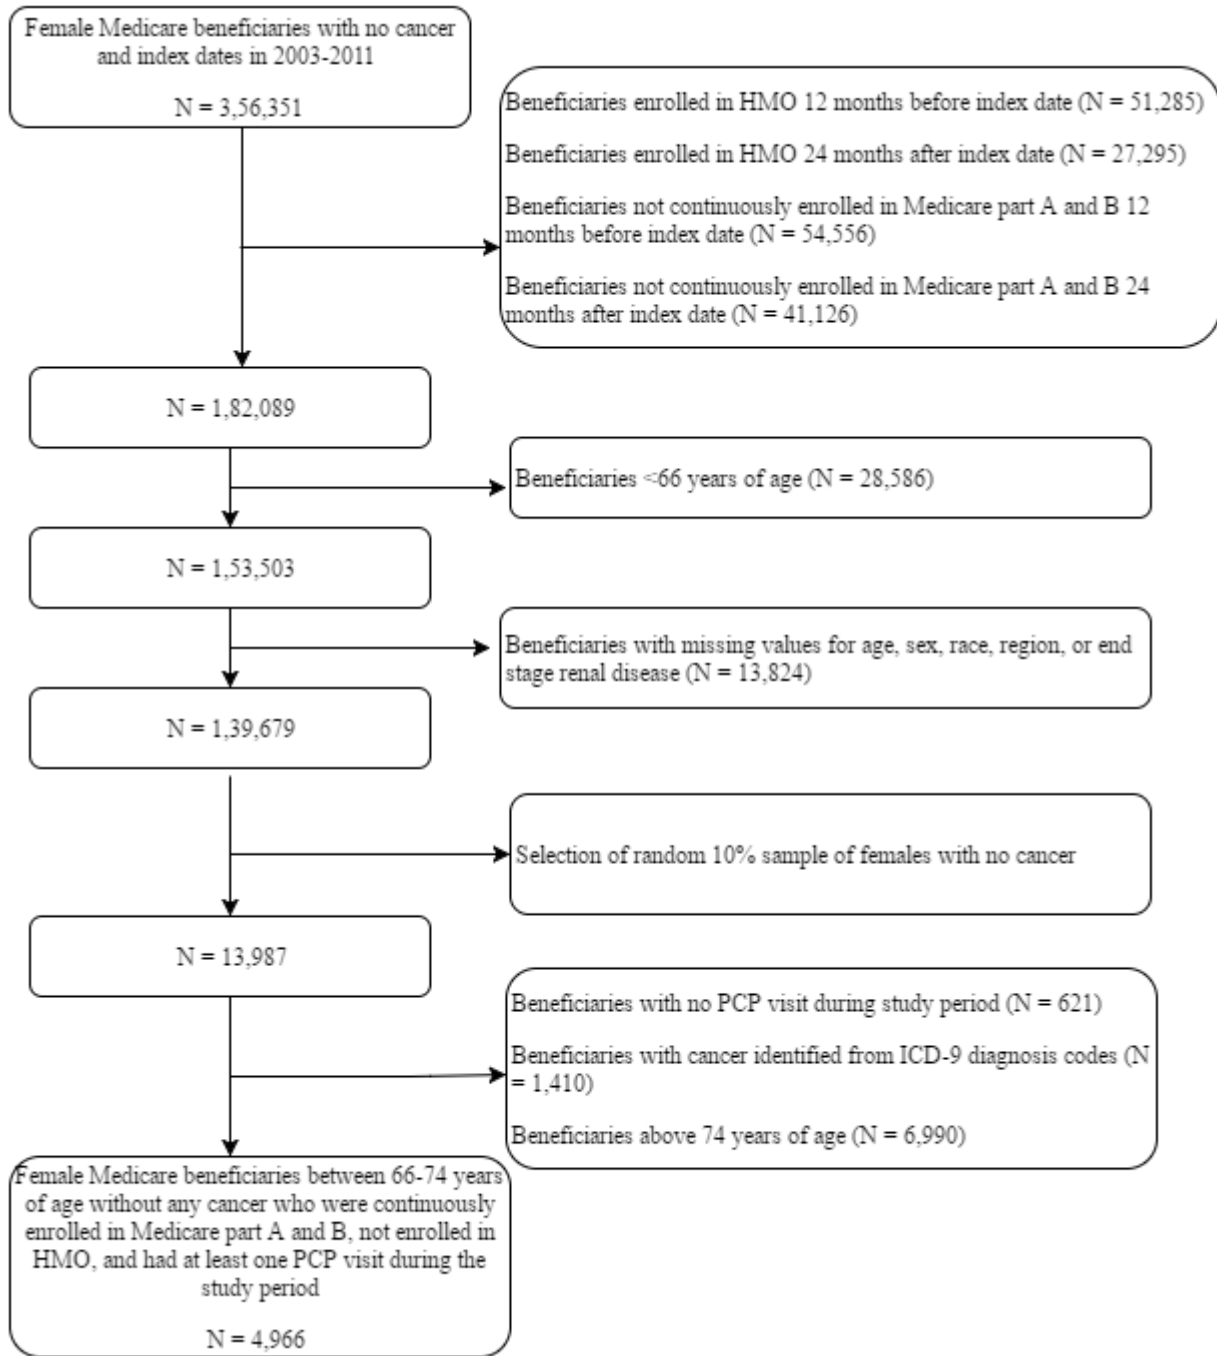 Female Medicare beneficiaries with no cancer
and index dates in 2003-2011
N = 3,56,351
Beneficiaries enrolled in HMO 12 months before index date (N = 51,285)
Beneficiaries enrolled in HMO 24 months after index date (N = 27,295)
Beneficiaries not continuously enrolled in Medicare part A and B 12
months before index date (N = 54,556)
Beneficiaries not continuously enrolled in Medicare part A and B 24
months after index date (N = 41,126)
N = 1,82,089
Beneficiaries <66 years of age (N = 28,586)
N = 1,53,503
Beneficiaries with missing values for age, sex, race, region, or end
stage renal disease (N = 13,824)
N = 1,39,679
Selection of random 10% sample of females with no cancer
N = 13,987
Beneficiaries with no PCP visit during study period (N = 621)
Beneficiaries with cancer identified from ICD-9 diagnosis codes (N
= 1,410)
Beneficiaries above 74 years of age (N = 6,990)
Female Medicare beneficiaries between 66-74 years
of age without any cancer who were continuously
enrolled in Medicare part A and B, not enrolled in
HMO, and had at least one PCP visit during the
study period
N = 4,966